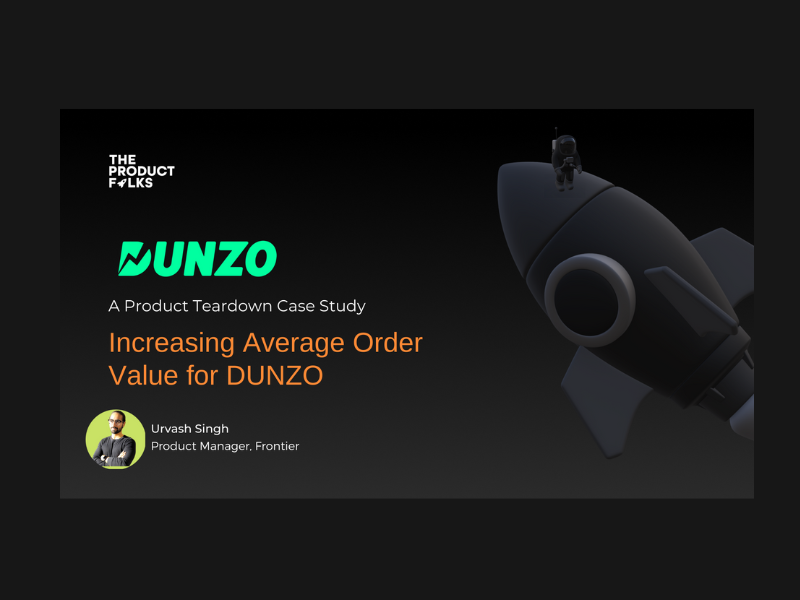 THE
PRODUCT
FOLKS
DUNZO
A Product Teardown Case Study
Increasing Average Order
Value for DUNZO
Urvash Singh
Product Manager, Frontier